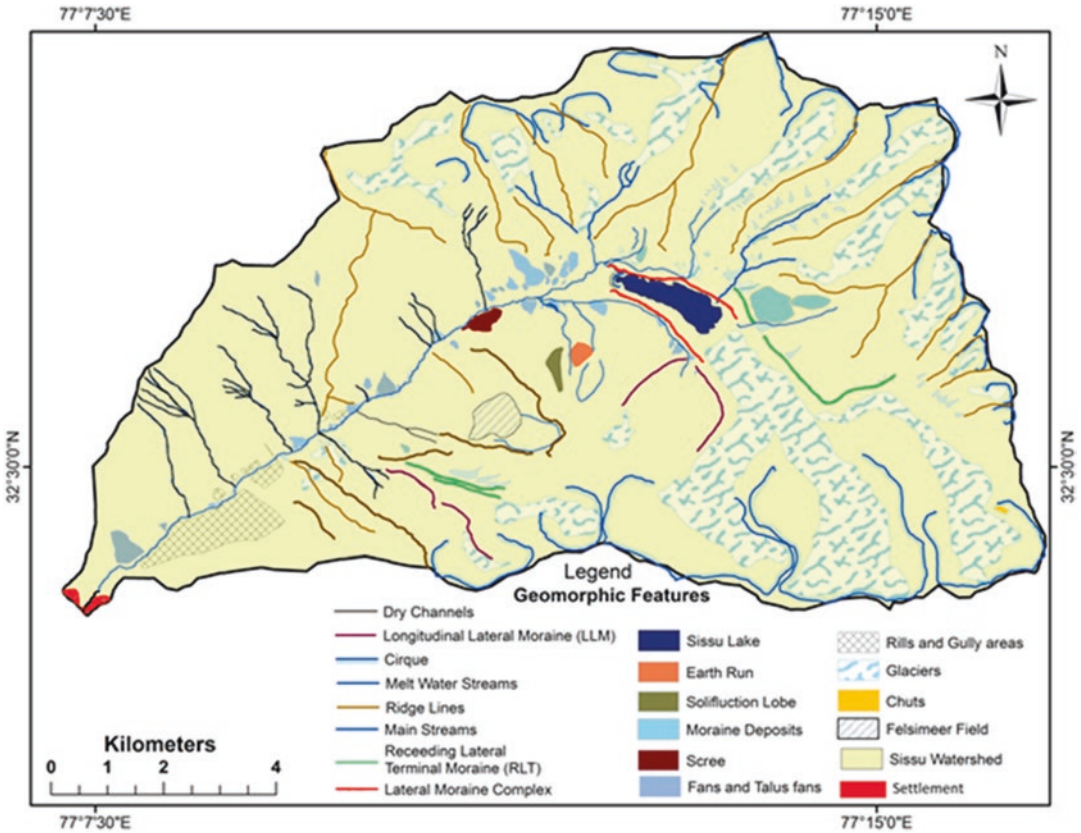 77°7'30"E
77°15'0"E
N
32°30'0"N
32°30'0"N
Legend
Geomorphic Features
Dry Channels
Longitudinal Lateral Moraine (LLM)
Cirque
Melt Water Streams
Ridge Lines
Main Streams
Receeding Lateral
Terminal Moraine (RLT)
Lateral Moraine Complex
Sissu Lake
Earth Run
Solifluction Lobe
Moraine Deposits
Scree
Fans and Talus fans
Rills and Gully areas
Glaciers
Chuts
Felsimeer Field
Sissu Watershed
Settlement
Kilometers
0 1 2 4
77°7'30"E
77°15'0"E